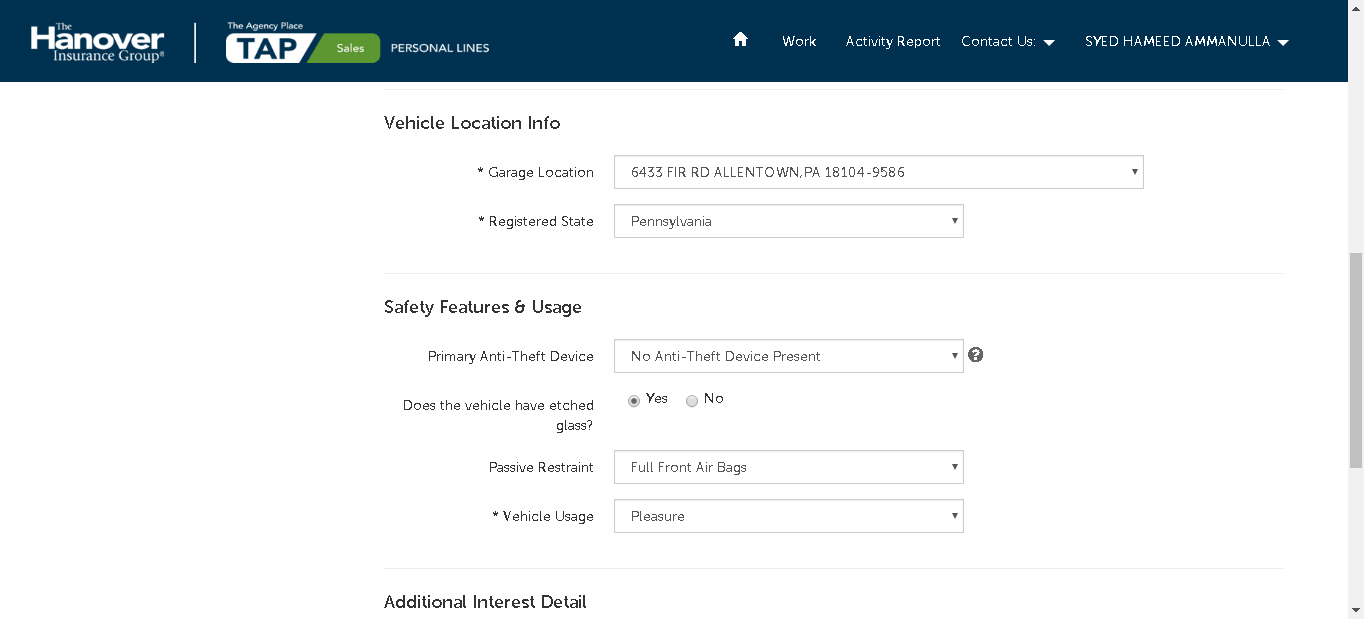 The
Hanover
Insurance Group®
The Agency Place
TAP Sales PERSONAL LINES
Work Activity Report Contact Us: SYED HAMEED AMMANULLA
Vehicle Location Info
* Garage Location 6433 FIR RD ALLENTOWN,PA 18104-9586
* Registered State Pennsylvania
Safety Features & Usage
Primary Anti-Theft Device No Anti-Theft Device Present ?
Does the vehicle have etched Yes No
glass?
Passive Restraint Full Front Air Bags
* Vehicle Usage Pleasure
Additional Interest Detail